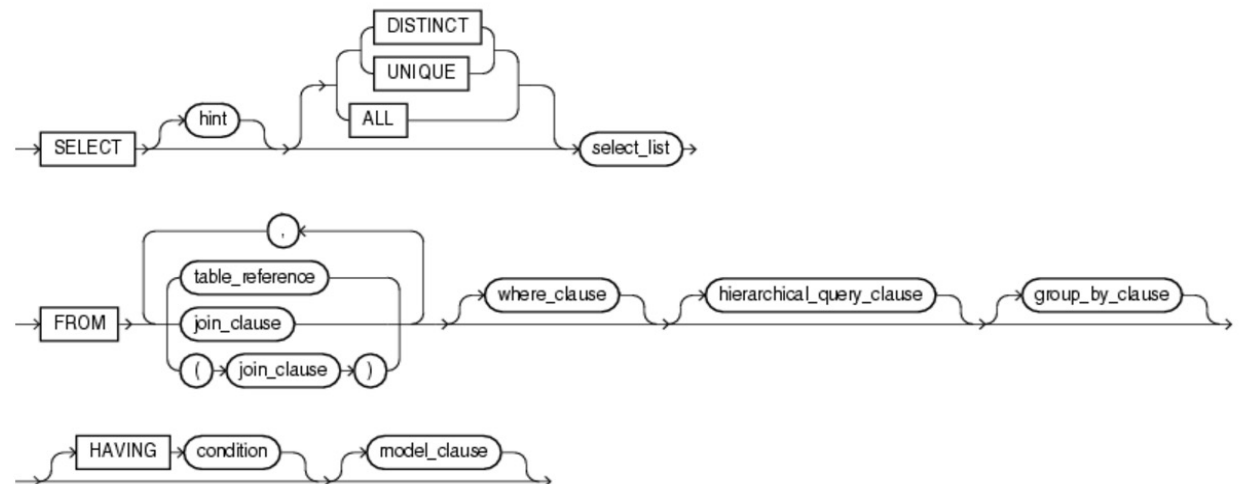 DISTINCT
UNIQUE
ALL
SELECT hint select_list
,
table_reference
FROM join_clause where_clause hierarchical_query_clause group_by_clause
( join_clause )
HAVING condition model_clause